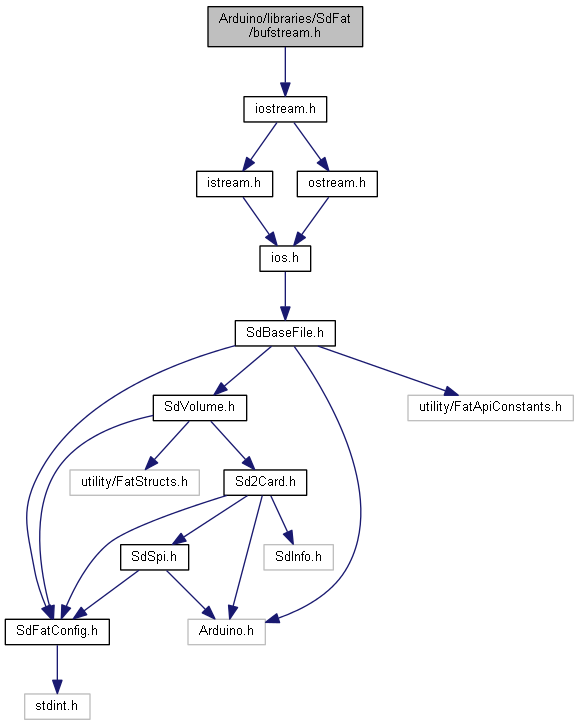 Arduino/libraries/SdFat
/bufstream.h
iostream.h
istream.h
ostream.h
ios.h
SdBaseFile.h
SdVolume.h
utility/FatApiConstants.h
utility/FatStructs.h
Sd2Card.h
SdSpi.h
SdInfo.h
SdFatConfig.h
Arduino.h
stdint.h